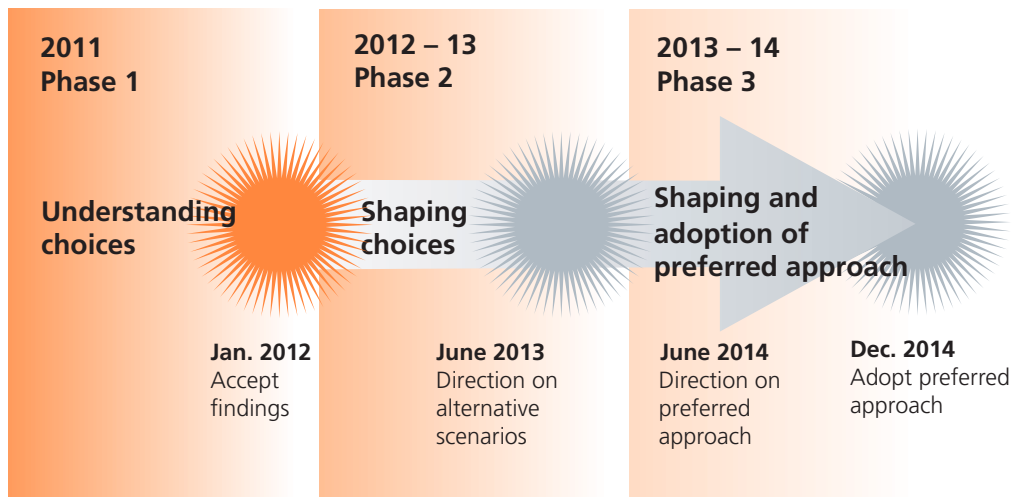 2011
Phase 1
2012 – 13
Phase 2
2013 – 14
Phase 3
Understanding
choices
Shaping
choices
Shaping and
adoption of
preferred approach
Jan. 2012
Accept
findings
June 2013
Direction on
alternative
scenarios
June 2014
Direction on
preferred
approach
Dec. 2014
Adopt preferred
approach